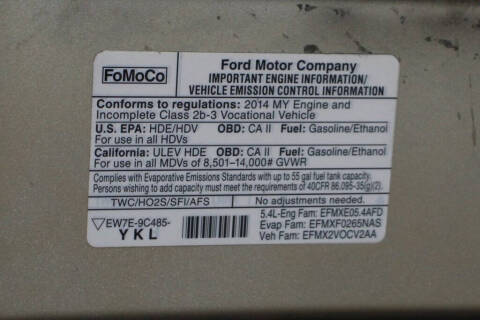 FoMoCo
Ford Motor Company
IMPORTANT ENGINE INFORMATION/
VEHICLE EMISSION CONTROL INFORMATION
Conforms to regulations: 2014 MY Engine and
Incomplete Class 2b-3 Vocational Vehicle
U.S. EPA: HDE/HDV OBD: CA II Fuel: Gasoline/Ethanol
For use in all HDVs
California: ULEV HDE OBD: CA II Fuel: Gasoline/Ethanol
For use in all MDVs of 8,501-14,000# GVWR
Complies with Evaporative Emissions Standards with up to 55 gal fuel tank capacity.
Persons wishing to add capacity must meet the requirements of 40CFR 86.095-35(g)(2).
TWC/HO2S/SFI/AFS No adjustments needed.
EW7E-9C485-
YKL
5.4L-Eng Fam: EFMXE05.4AFD
Evap Fam: EFMXF0265NAS
Veh Fam: EFMX2VOCV2AA